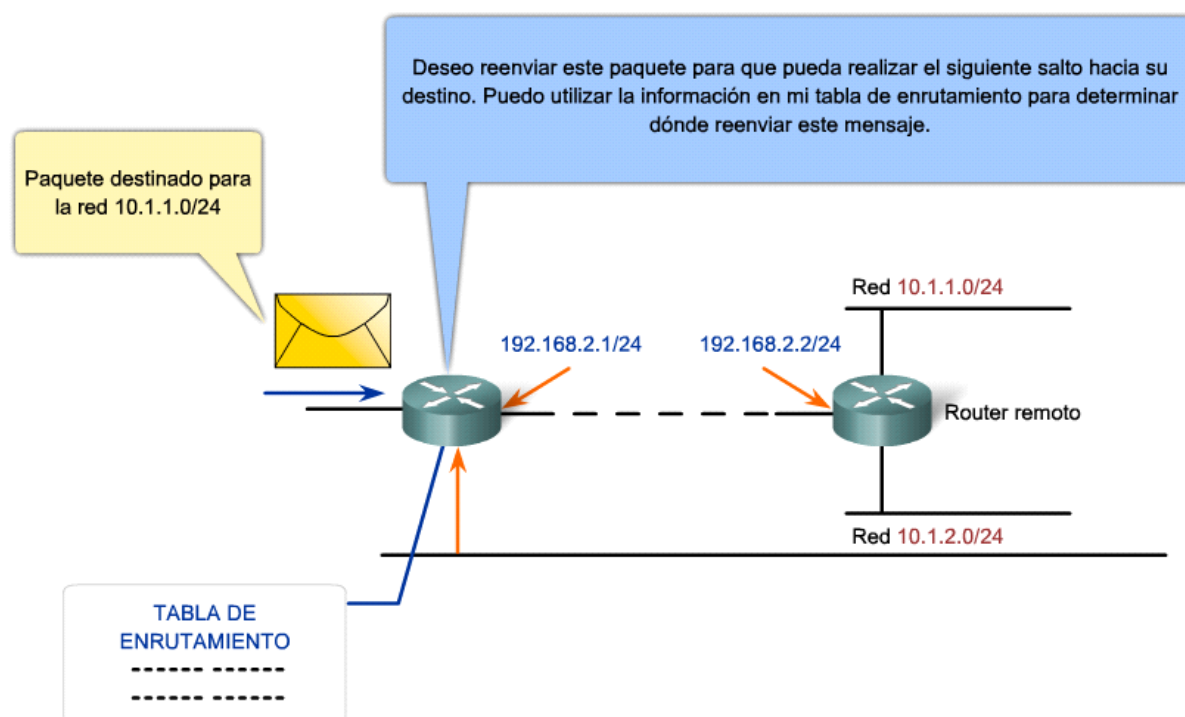 Deseo reenviar este paquete para que pueda realizar el siguiente salto hacia su
destino. Puedo utilizar la información en mi tabla de enrutamiento para determinar
dónde reenviar este mensaje.
Paquete destinado para
la red 10.1.1.0/24
Red 10.1.1.0/24
192.168.2.1/24
192.168.2.2/24
Router remoto
Red 10.1.2.0/24
TABLA DE
ENRUTAMIENTO